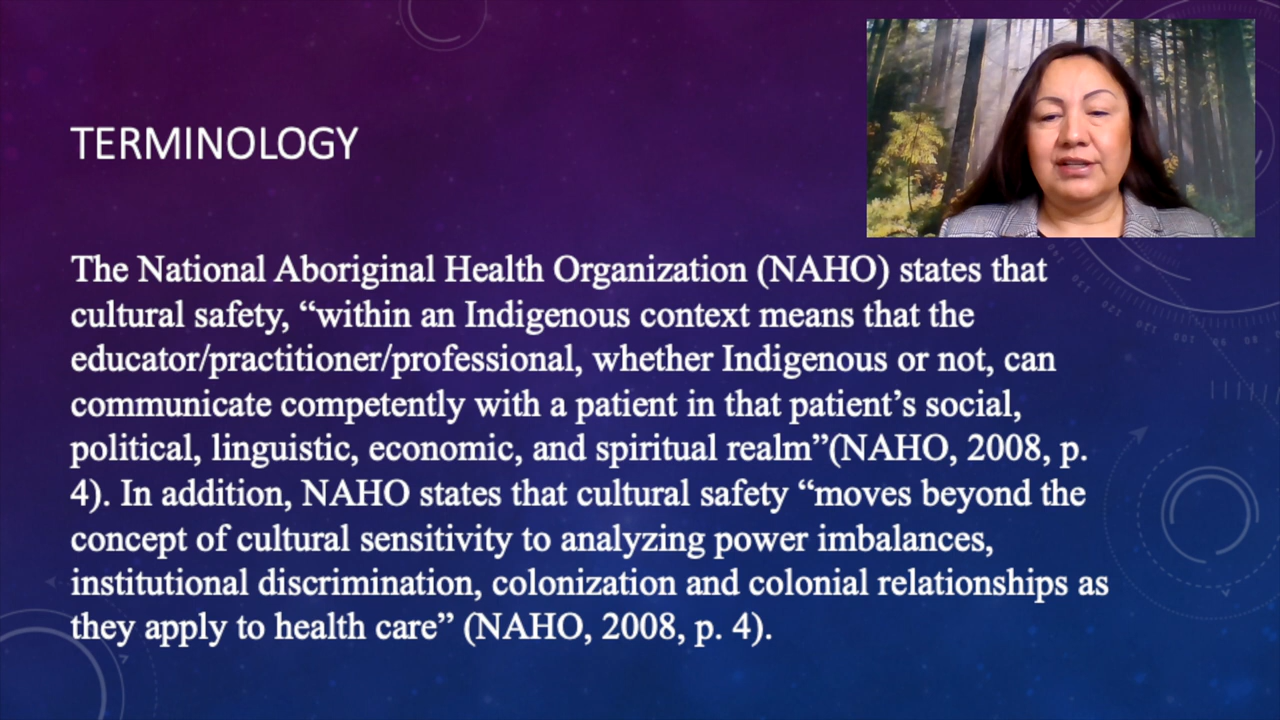 TERMINOLOGY
The National Aboriginal Health Organization (NAHO) states that
cultural safety, “within an Indigenous context means that the
educator/practitioner/professional, whether Indigenous or not, can
communicate competently with a patient in that patient’s social,
political, linguistic, economic, and spiritual realm”(NAHO, 2008, p.
4). In addition, NAHO states that cultural safety “moves beyond the
concept of cultural sensitivity to analyzing power imbalances,
institutional discrimination, colonization and colonial relationships as
they apply to health care” (NAHO, 2008, p. 4).